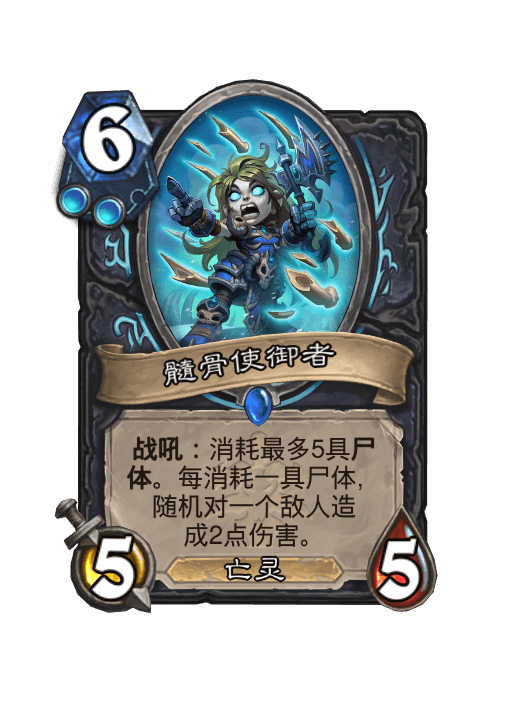 6
髓骨使御者
战吼：消耗最多5具尸
体。每消耗一具尸体，
随机对一个敌人造
成2点伤害。
5
亡灵
5